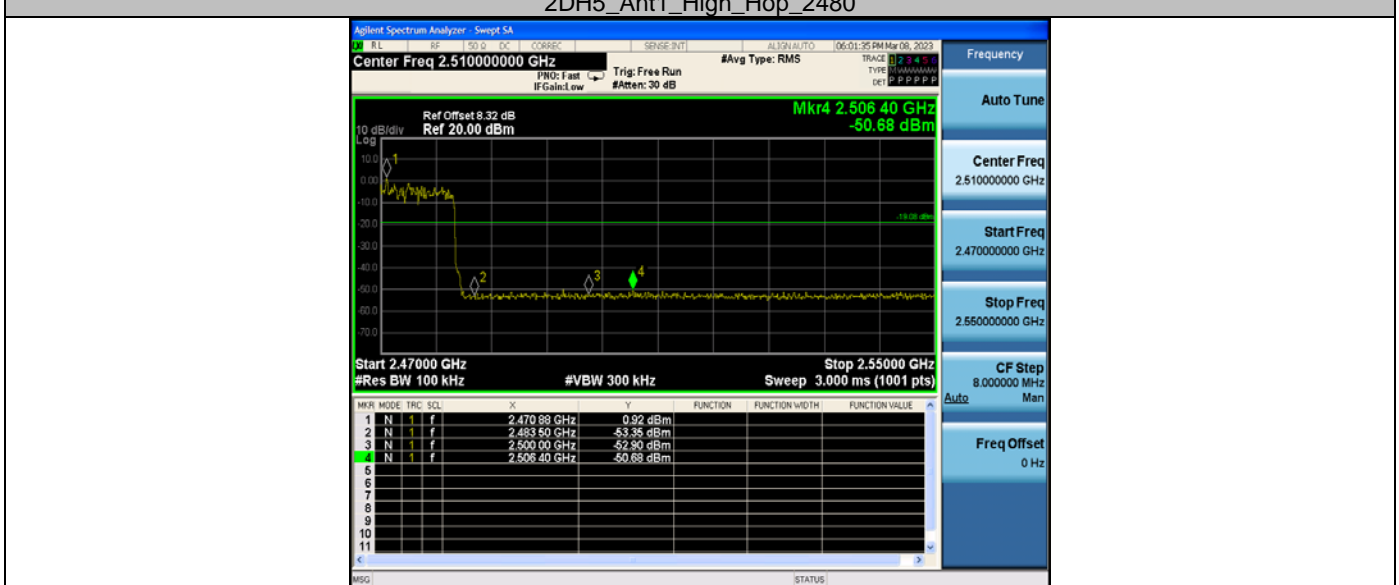 2DH5_Ant1_High_Hop_2480
Agilent Spectrum Analyzer - Swept SA
RL RF 50 Ω DC CORREC SENSE:INT ALIGNAUTO 06:01:35 PM Mar 08, 2023
Center Freq 2.510000000 GHz
#Avg Type: RMS
TRACE 1 2 3 4 5 6
PNO: Fast
Trig: Free Run
TYPE M
IFGain:Low
#Atten: 30 dB
DET P P P P P P
Mkr4 2.506 40 GHz
-50.68 dBm
Ref Offset 8.32 dB
10 dB/div Ref 20.00 dBm
Log
10.0
0.00
-10.0
-20.0
-30.0
-40.0
-50.0
-60.0
-70.0
-19.08 dBm
1
2
3
4
Start 2.47000 GHz Stop 2.55000 GHz
#Res BW 100 kHz #VBW 300 kHz Sweep 3.000 ms (1001 pts)
MKR MODE TRC SCL X Y FUNCTION FUNCTION WIDTH FUNCTION VALUE
1 N 1 f 2.470 88 GHz 0.92 dBm
2 N 1 f 2.483 50 GHz -53.35 dBm
3 N 1 f 2.500 00 GHz -52.90 dBm
4 N 1 f 2.506 40 GHz -50.68 dBm
5
6
7
8
9
10
11
MSG STATUS
Frequency
Auto Tune
Center Freq
2.510000000 GHz
Start Freq
2.470000000 GHz
Stop Freq
2.550000000 GHz
CF Step
8.000000 MHz
Auto Man
Freq Offset
0 Hz